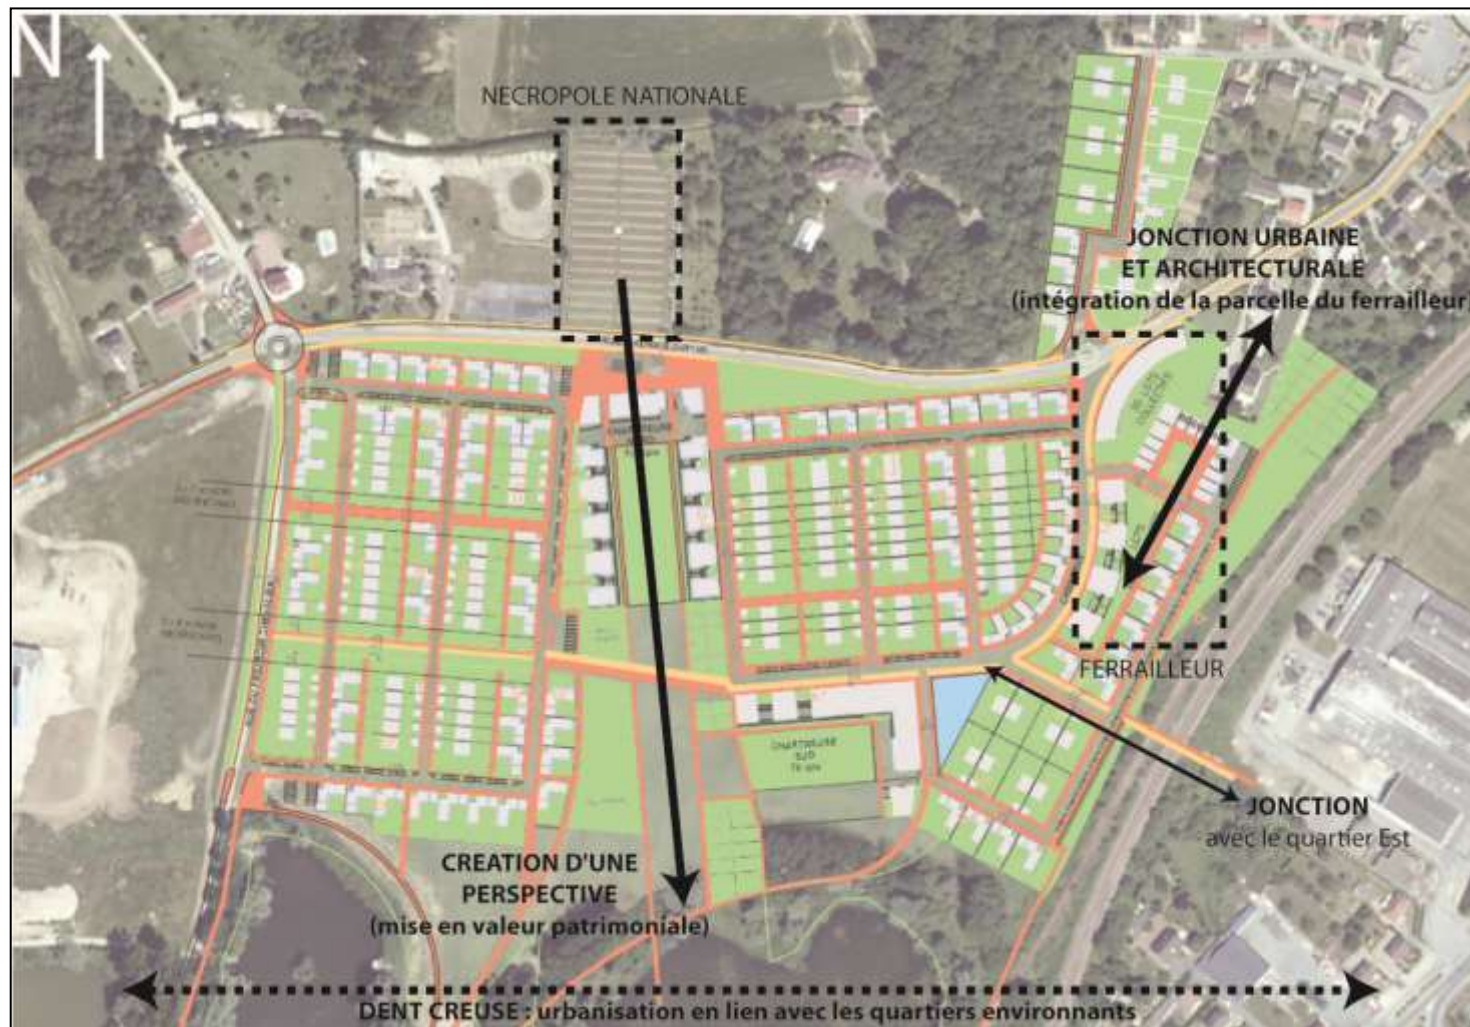 N
NECROPOLE NATIONALE
JONCTION URBAINE
ET ARCHITECTURALE
(intégration de la parcelle du ferrailleur)
FERRAILLEUR
JONCTION
avec le quartier Est
CREATION D'UNE
PERSPECTIVE
(mise en valeur patrimoniale)
DENT CREUSE : urbanisation en lien avec les quartiers environnants